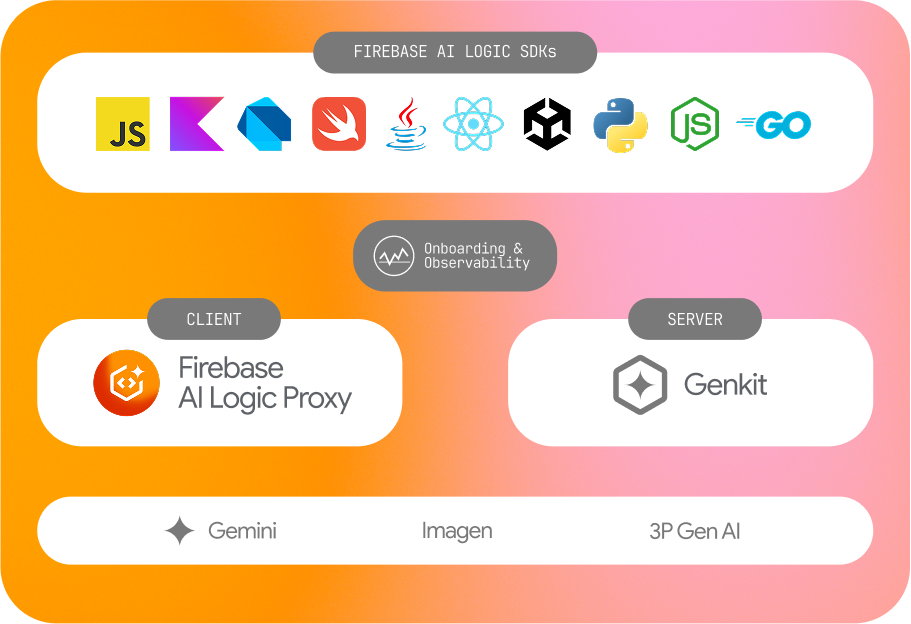 FIREBASE AI LOGIC SDKs
JS
JS
GO
Onboarding &
Observability
CLIENT
SERVER
Firebase
AI Logic Proxy
Genkit
Gemini
Imagen
3P Gen AI